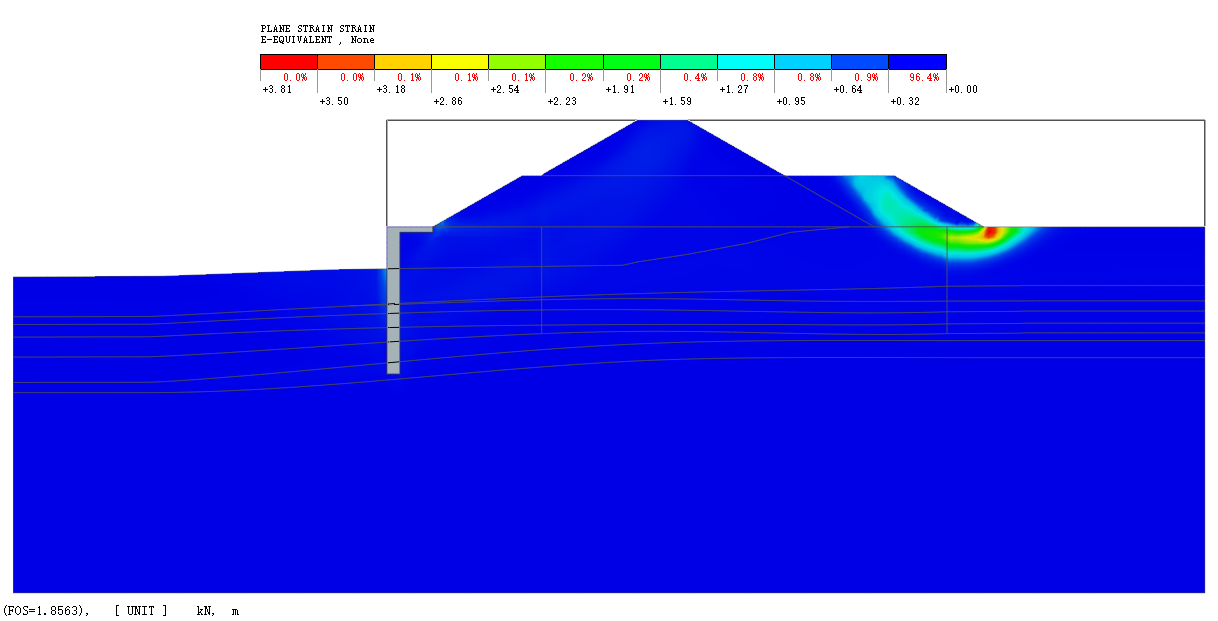 PLANE STRAIN STRAIN
E-EQUIVALENT , None
0.0% 0.0% 0.1% 0.1% 0.1% 0.2% 0.2% 0.4% 0.8% 0.8% 0.9% 96.4%
+3.81 +3.18 +2.54 +1.91 +1.27 +0.64 +0.00
+3.50 +2.86 +2.23 +1.59 +0.95 +0.32
(FOS=1.8563), [ UNIT ] kN, m